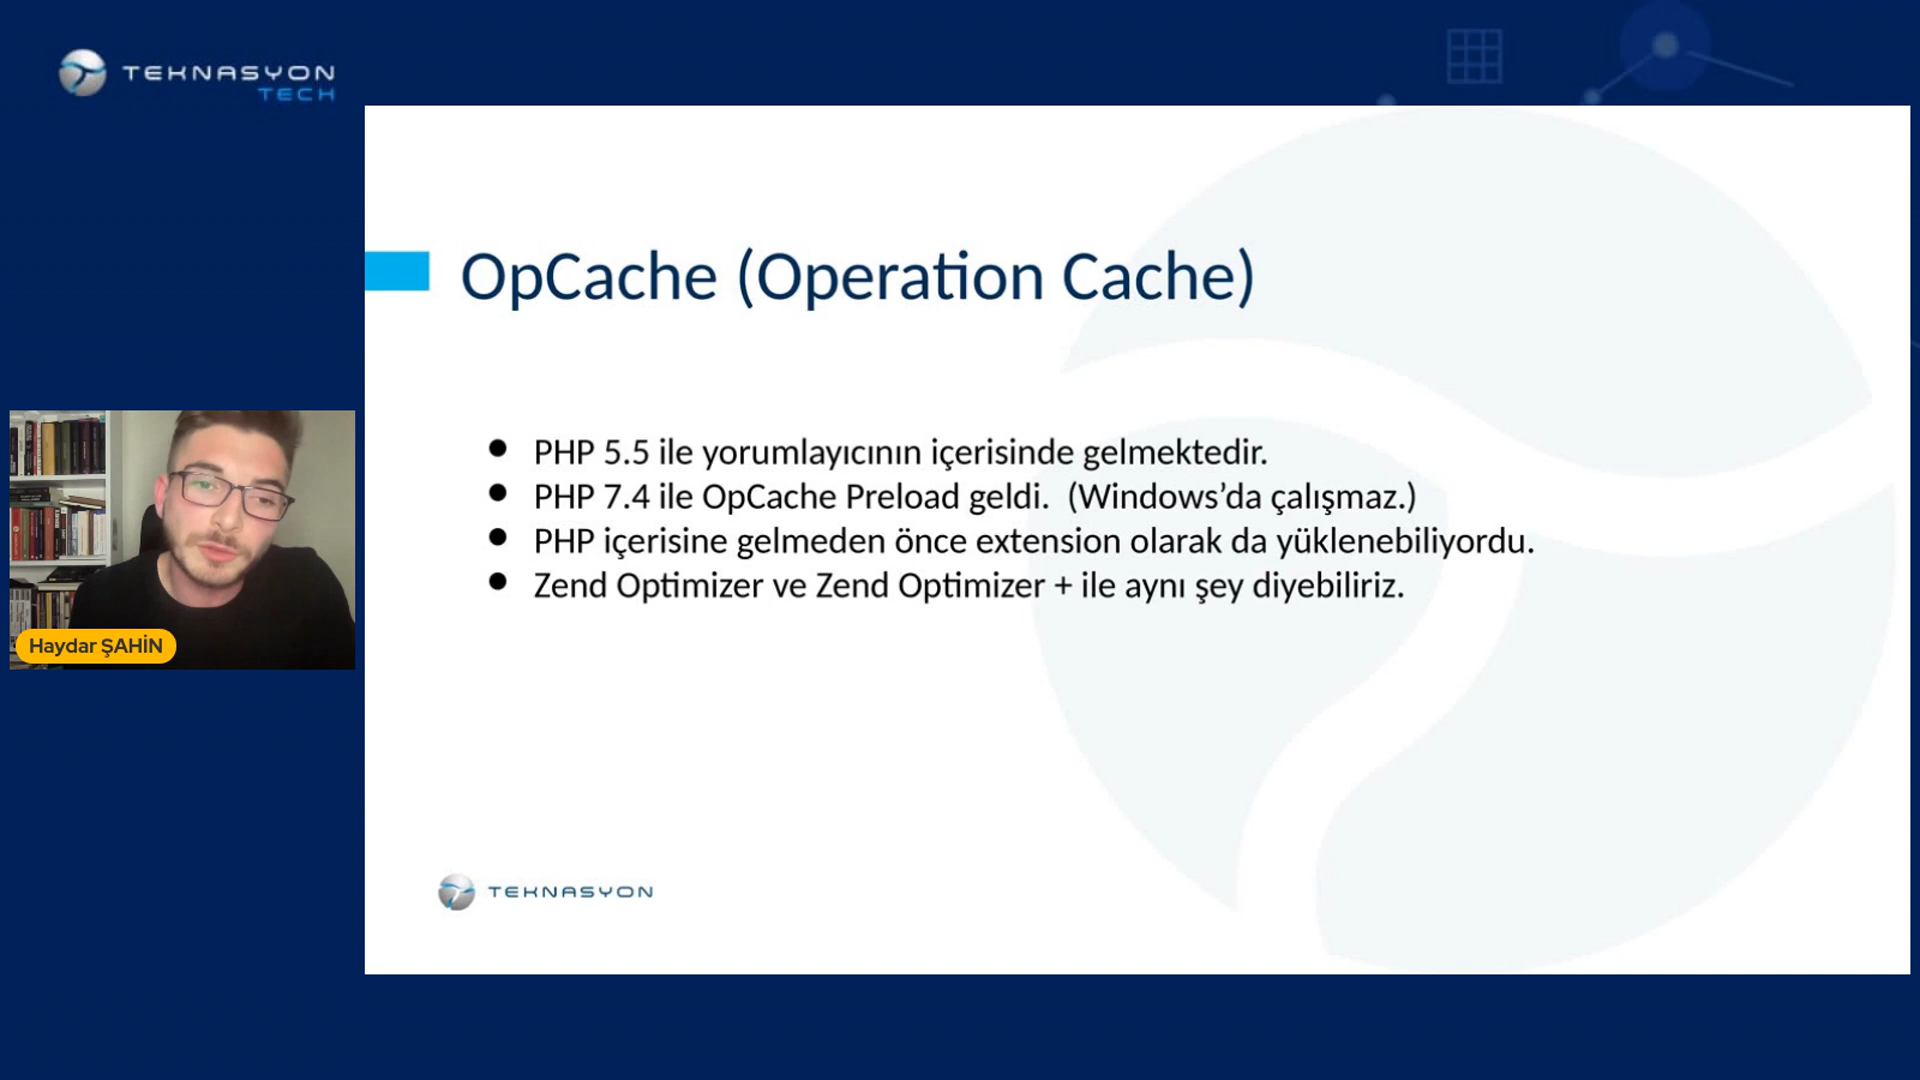 TEKNASYON
TECH
OpCache (Operation Cache)
PHP 5.5 ile yorumlayıcının içerisinde gelmektedir.
PHP 7.4 ile OpCache Preload geldi.  (Windows’da çalışmaz.)
PHP içerisine gelmeden önce extension olarak da yüklenebiliyordu.
Zend Optimizer ve Zend Optimizer + ile aynı şey diyebiliriz.
Haydar ŞAHİN
TEKNASYON